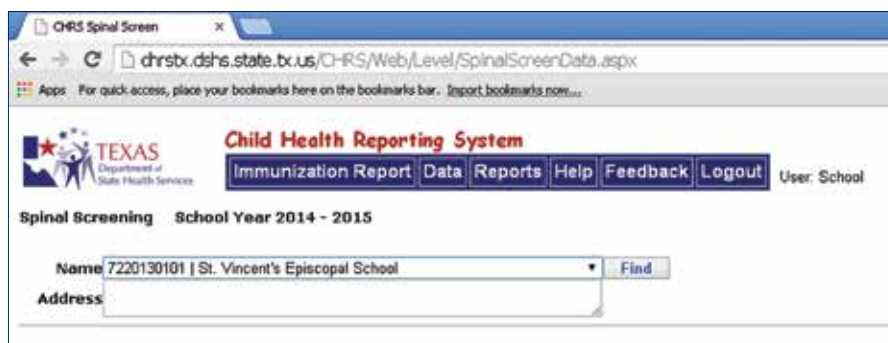 CHRS Spinal Screen
chrstx.dshs.state.tx.us/CHRS/Web/Level/SpinalScreenData.aspx
Apps For quick access, place your bookmarks here on the bookmarks bar. Import bookmarks now...
TEXAS
Department of
State Health Services
Child Health Reporting System
Immunization Report Data Reports Help Feedback Logout User: School
Spinal Screening School Year 2014 - 2015
Name 7220130101 | St. Vincent's Episcopal School Find
Address